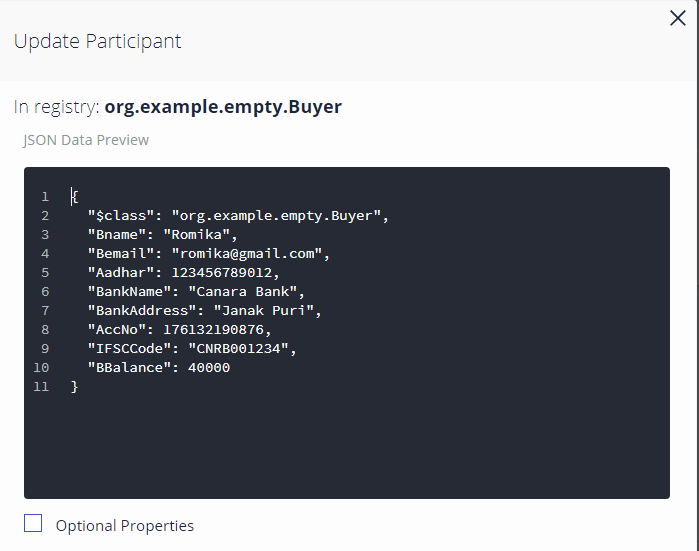 Update Participant
In registry: org.example.empty.Buyer
JSON Data Preview
1 {
2 "$class": "org.example.empty.Buyer",
3 "Bname": "Romika",
4 "Bemail": "romika@gmail.com",
5 "Aadhar": 123456789012,
6 "BankName": "Canara Bank",
7 "BankAddress": "Janak Puri",
8 "AccNo": 176132190876,
9 "IFSCCode": "CNRB001234",
10 "BBalance": 40000
11 }
Optional Properties